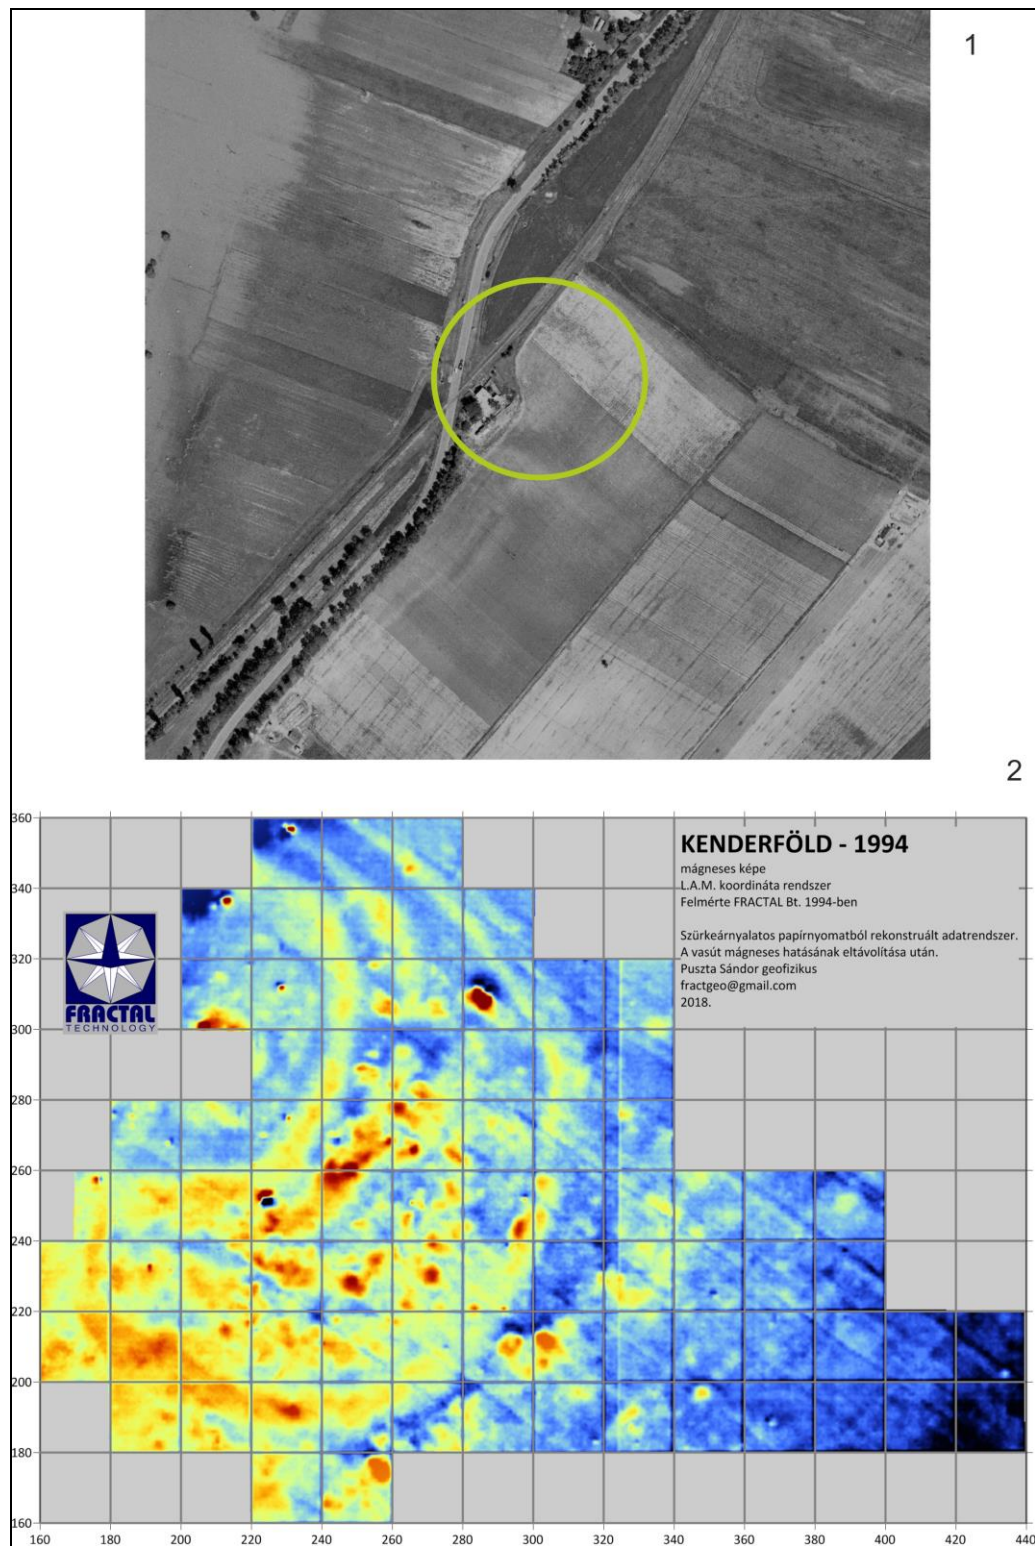 1
2
KENDERFÖLD - 1994
mágneses képe
L.A.M. koordináta rendszer
Felmérte FRACTAL Bt. 1994-ben
Szürkeárnyalatos papírnyomatból rekonstruált adatrendszer.
A vasút mágneses hatásának eltávolítása után.
Puszta Sándor geofizikus
fractgeo@gmail.com
2018.
FRACTAL
TECHNOLOGY
360
340
320
300
280
260
240
220
200
180
160
160 180 200 220 240 260 280 300 320 340 360 380 400 420 440